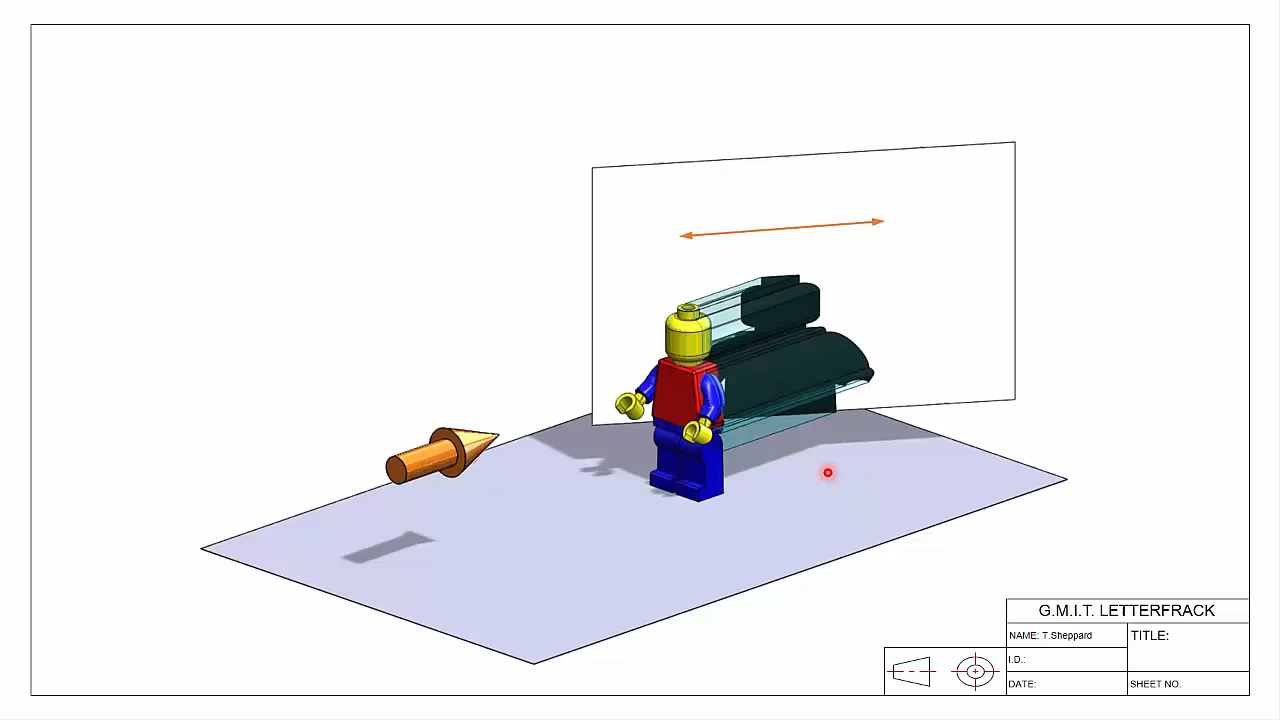 G.M.I.T. LETTERFRACK
NAME: T.Sheppard
TITLE:
I.D.:
DATE:
SHEET NO.